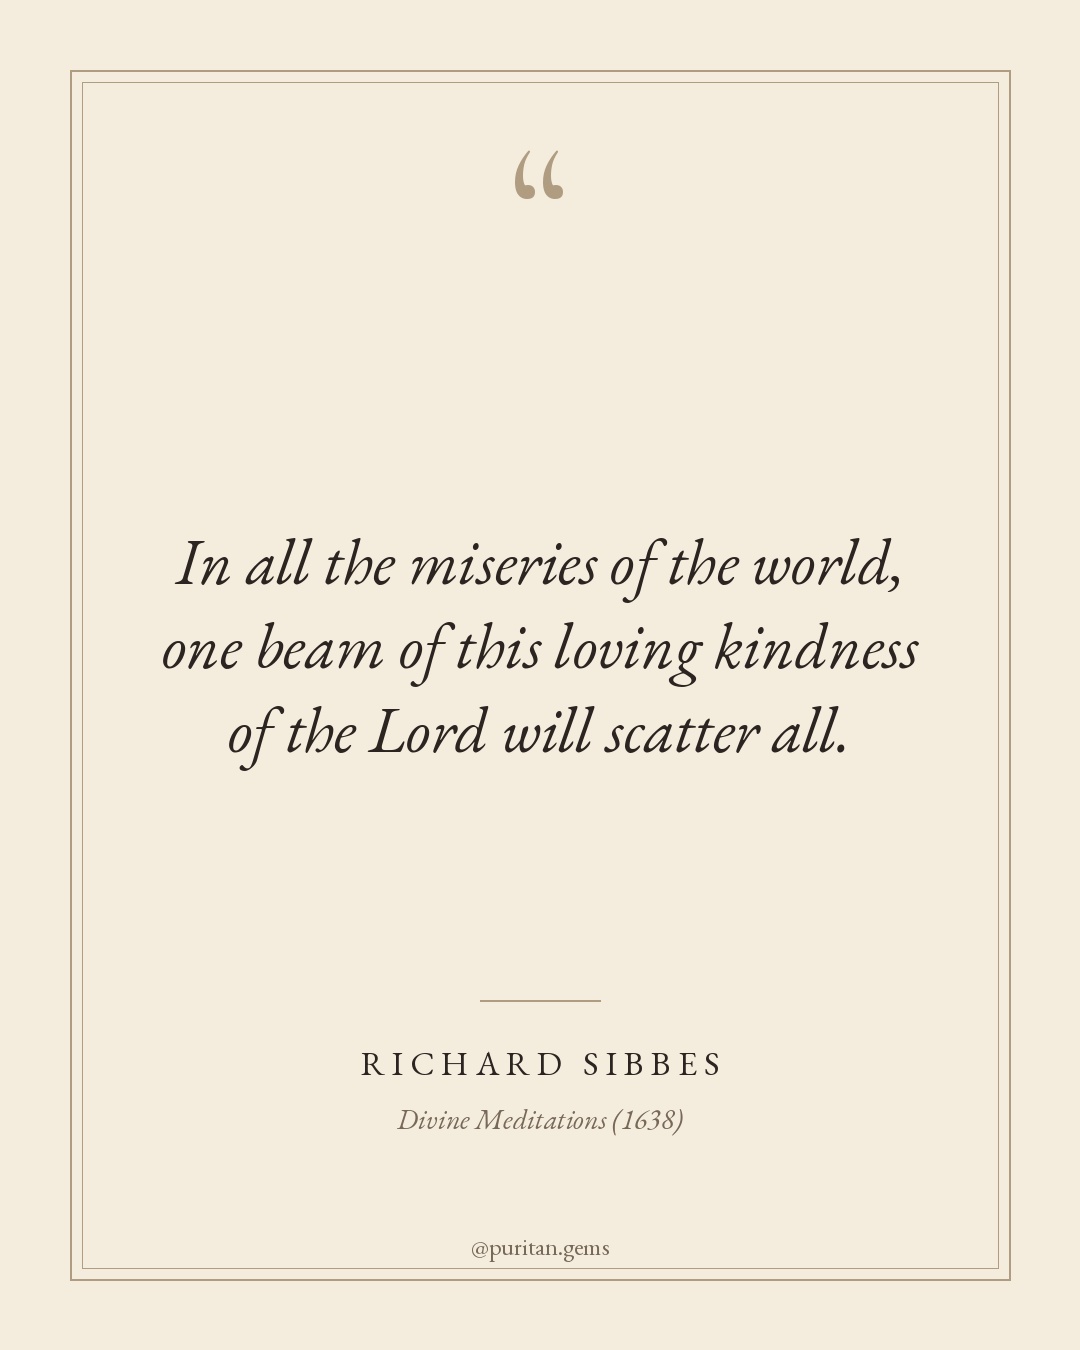 “
In all the miseries of the world,
one beam of this loving kindness
of the Lord will scatter all.
RICHARD SIBBES
Divine Meditations (1638)
@puritan.gems